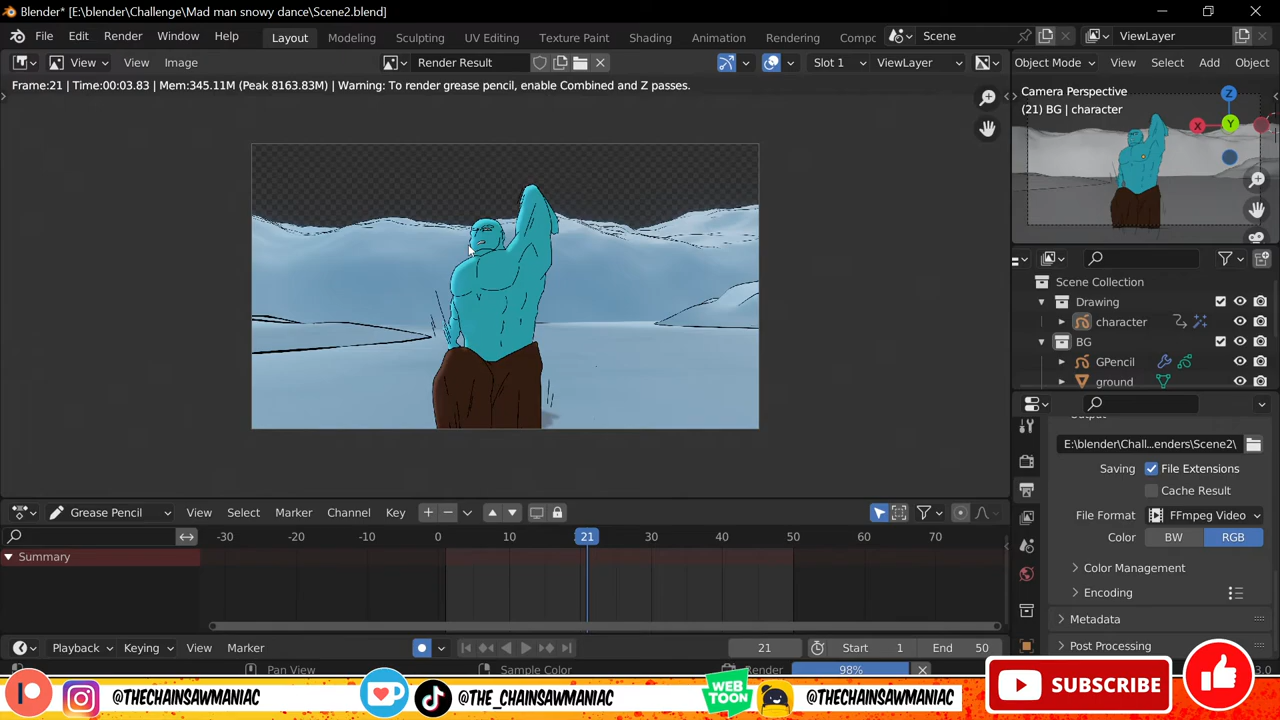 Blender* [E:\blender\Challenge\Mad man snowy dance\Scene2.blend]
File Edit Render Window Help Layout Modeling Sculpting UV Editing Texture Paint Shading Animation Rendering Compc Scene ViewLayer
View View Image Render Result Slot 1 ViewLayer Object Mode View Select Add Object
Frame:21 | Time:00:03.83 | Mem:345.11M (Peak 8163.83M) | Warning: To render grease pencil, enable Combined and Z passes.
Camera Perspective
(21) BG | character
Z
X
Y
Scene Collection
Drawing
character
BG
GPencil
ground
Output
E:\blender\Chall...enders\Scene2\
Saving File Extensions
Cache Result
File Format FFmpeg Video
Color BW RGB
Color Management
Encoding
Metadata
Post Processing
Grease Pencil View Select Marker Channel Key
-30 -20 -10 0 10 21 30 40 50 60 70
Summary
Playback Keying View Marker 21 Start 1 End 50
Pan View Sample Color Render 98% 3.0
@THECHAINSAWMANIAC @THE_CHAINSAWMANIAC WEB TOON @THECHAINSAWMANIAC SUBSCRIBE